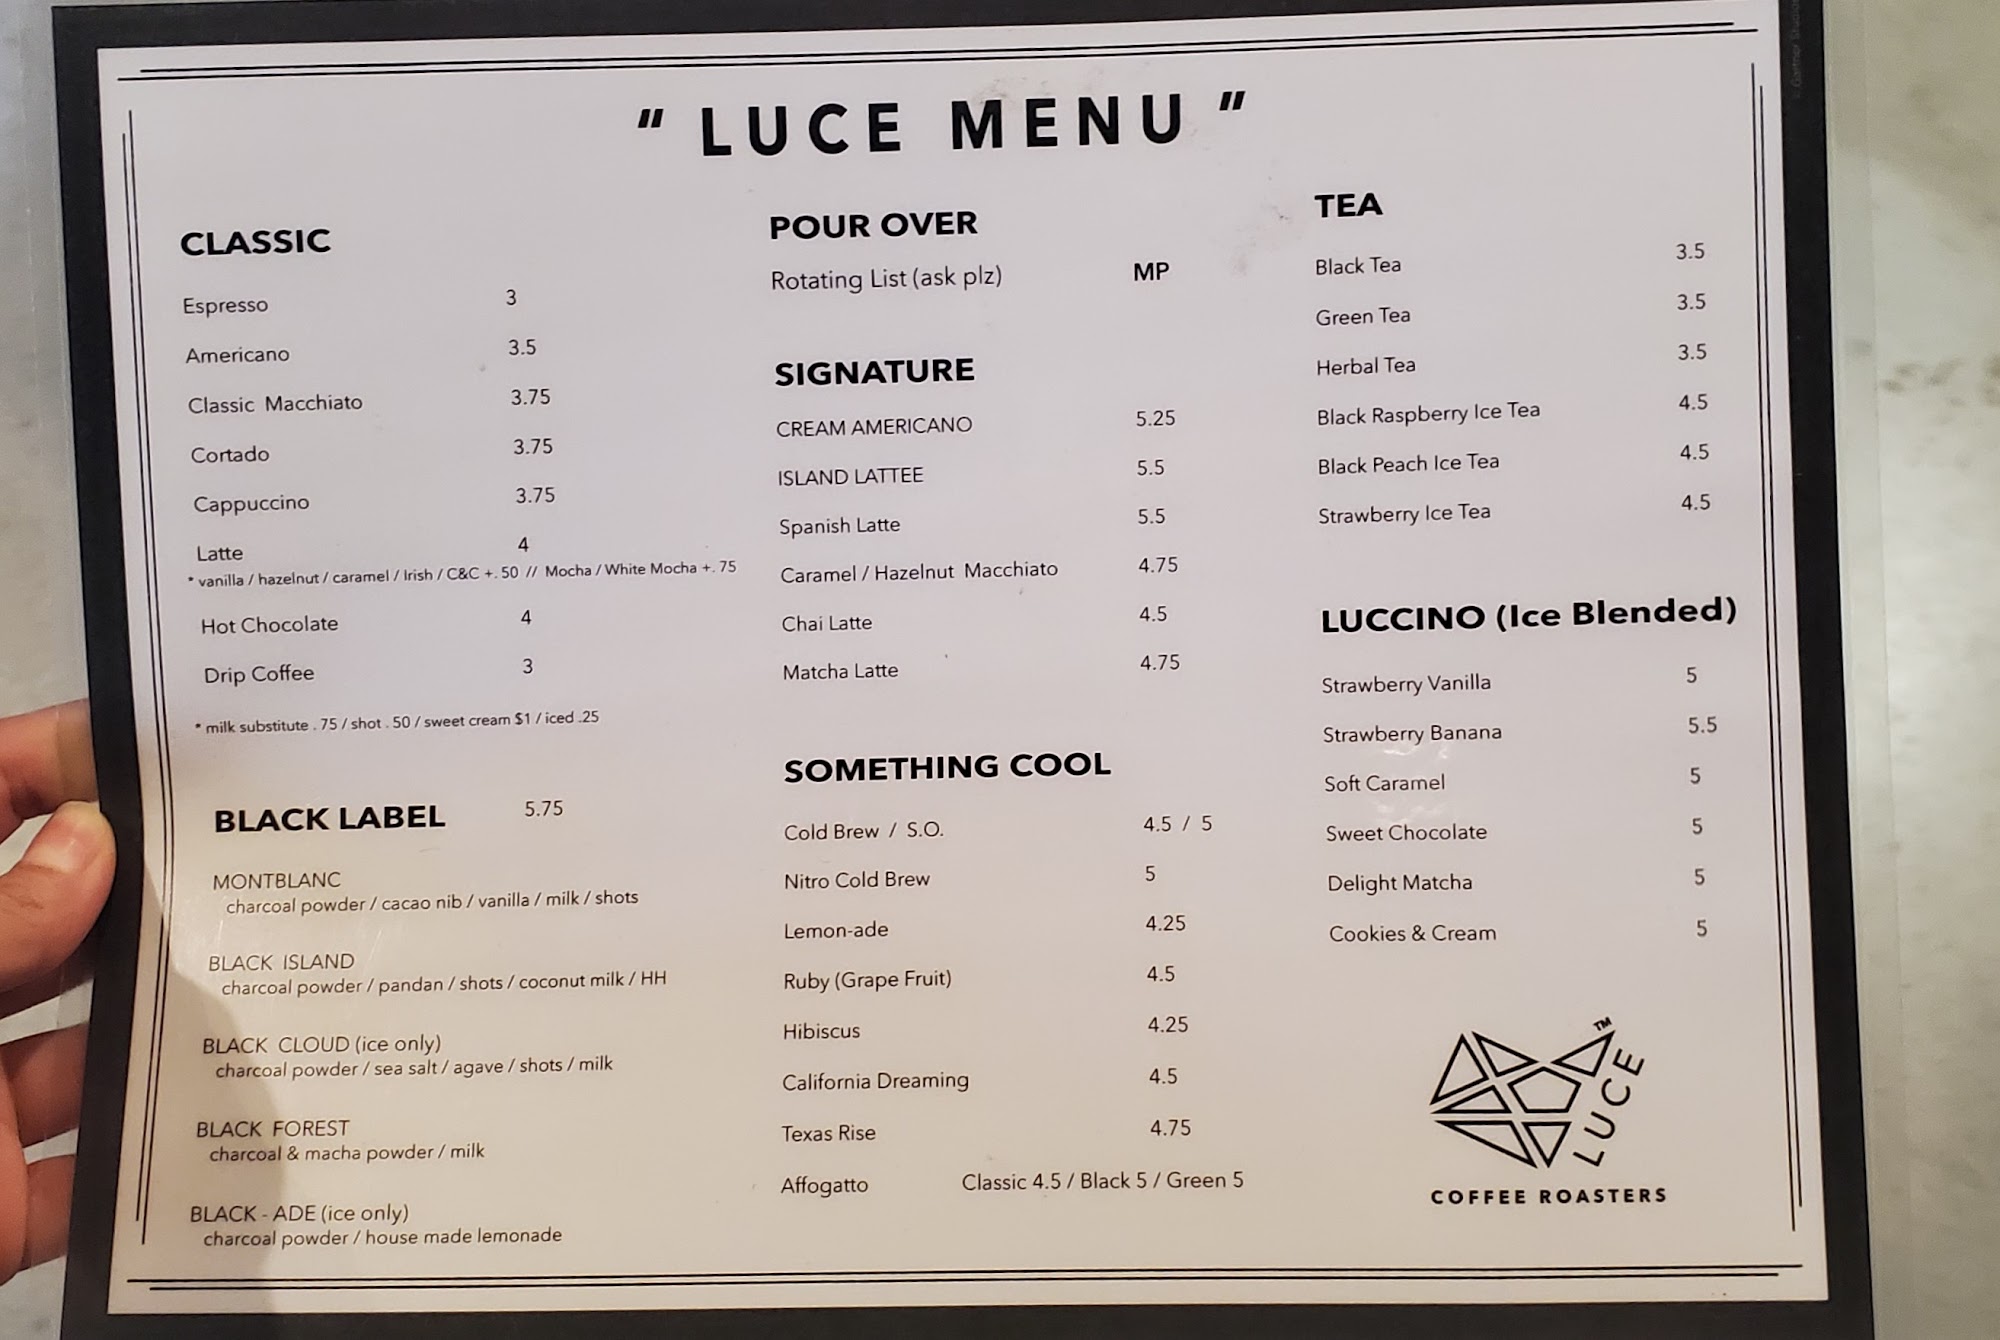 " LUCE MENU "
CLASSIC
Espresso 3
Americano 3.5
Classic Macchiato 3.75
Cortado 3.75
Cappuccino 3.75
Latte 4
* vanilla / hazelnut / caramel / Irish / C&C +. 50 // Mocha / White Mocha +. 75
Hot Chocolate 4
Drip Coffee 3
* milk substitute . 75 / shot . 50 / sweet cream $1 / iced .25
BLACK LABEL 5.75
MONTBLANC
charcoal powder / cacao nib / vanilla / milk / shots
BLACK ISLAND
charcoal powder / pandan / shots / coconut milk / HH
BLACK CLOUD (ice only)
charcoal powder / sea salt / agave / shots / milk
BLACK FOREST
charcoal & macha powder / milk
BLACK - ADE (ice only)
charcoal powder / house made lemonade
POUR OVER
Rotating List (ask plz) MP
SIGNATURE
CREAM AMERICANO 5.25
ISLAND LATTEE 5.5
Spanish Latte 5.5
Caramel / Hazelnut Macchiato 4.75
Chai Latte 4.5
Matcha Latte 4.75
SOMETHING COOL
Cold Brew / S.O. 4.5 / 5
Nitro Cold Brew 5
Lemon-ade 4.25
Ruby (Grape Fruit) 4.5
Hibiscus 4.25
California Dreaming 4.5
Texas Rise 4.75
Affogatto Classic 4.5 / Black 5 / Green 5
TEA
Black Tea 3.5
Green Tea 3.5
Herbal Tea 3.5
Black Raspberry Ice Tea 4.5
Black Peach Ice Tea 4.5
Strawberry Ice Tea 4.5
LUCCINO (Ice Blended)
Strawberry Vanilla 5
Strawberry Banana 5.5
Soft Caramel 5
Sweet Chocolate 5
Delight Matcha 5
Cookies & Cream 5
LUCE TM
COFFEE ROASTERS